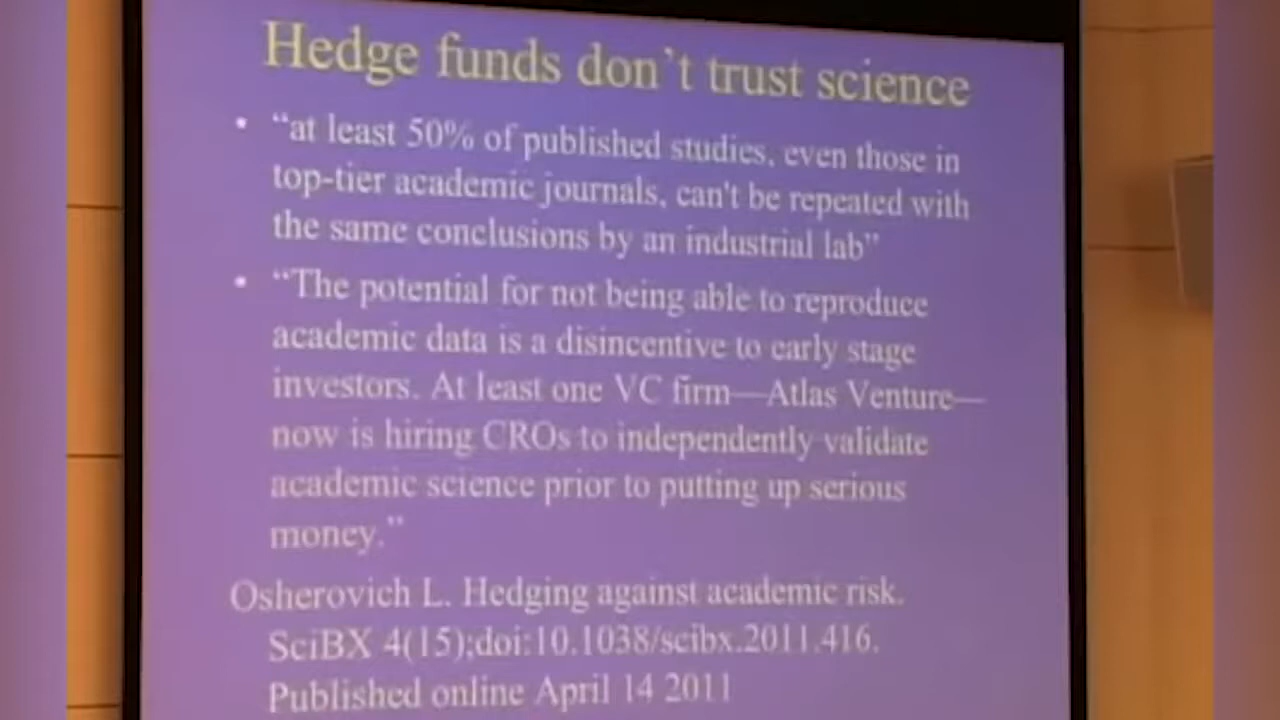 Hedge funds don't trust science
• “at least 50% of published studies, even those in
top-tier academic journals, can't be repeated with
the same conclusions by an industrial lab”
• “The potential for not being able to reproduce
academic data is a disincentive to early stage
investors. At least one VC firm—Atlas Venture—
now is hiring CROs to independently validate
academic science prior to putting up serious
money.”
Osherovich L. Hedging against academic risk.
SciBX 4(15);doi:10.1038/scibx.2011.416.
Published online April 14 2011